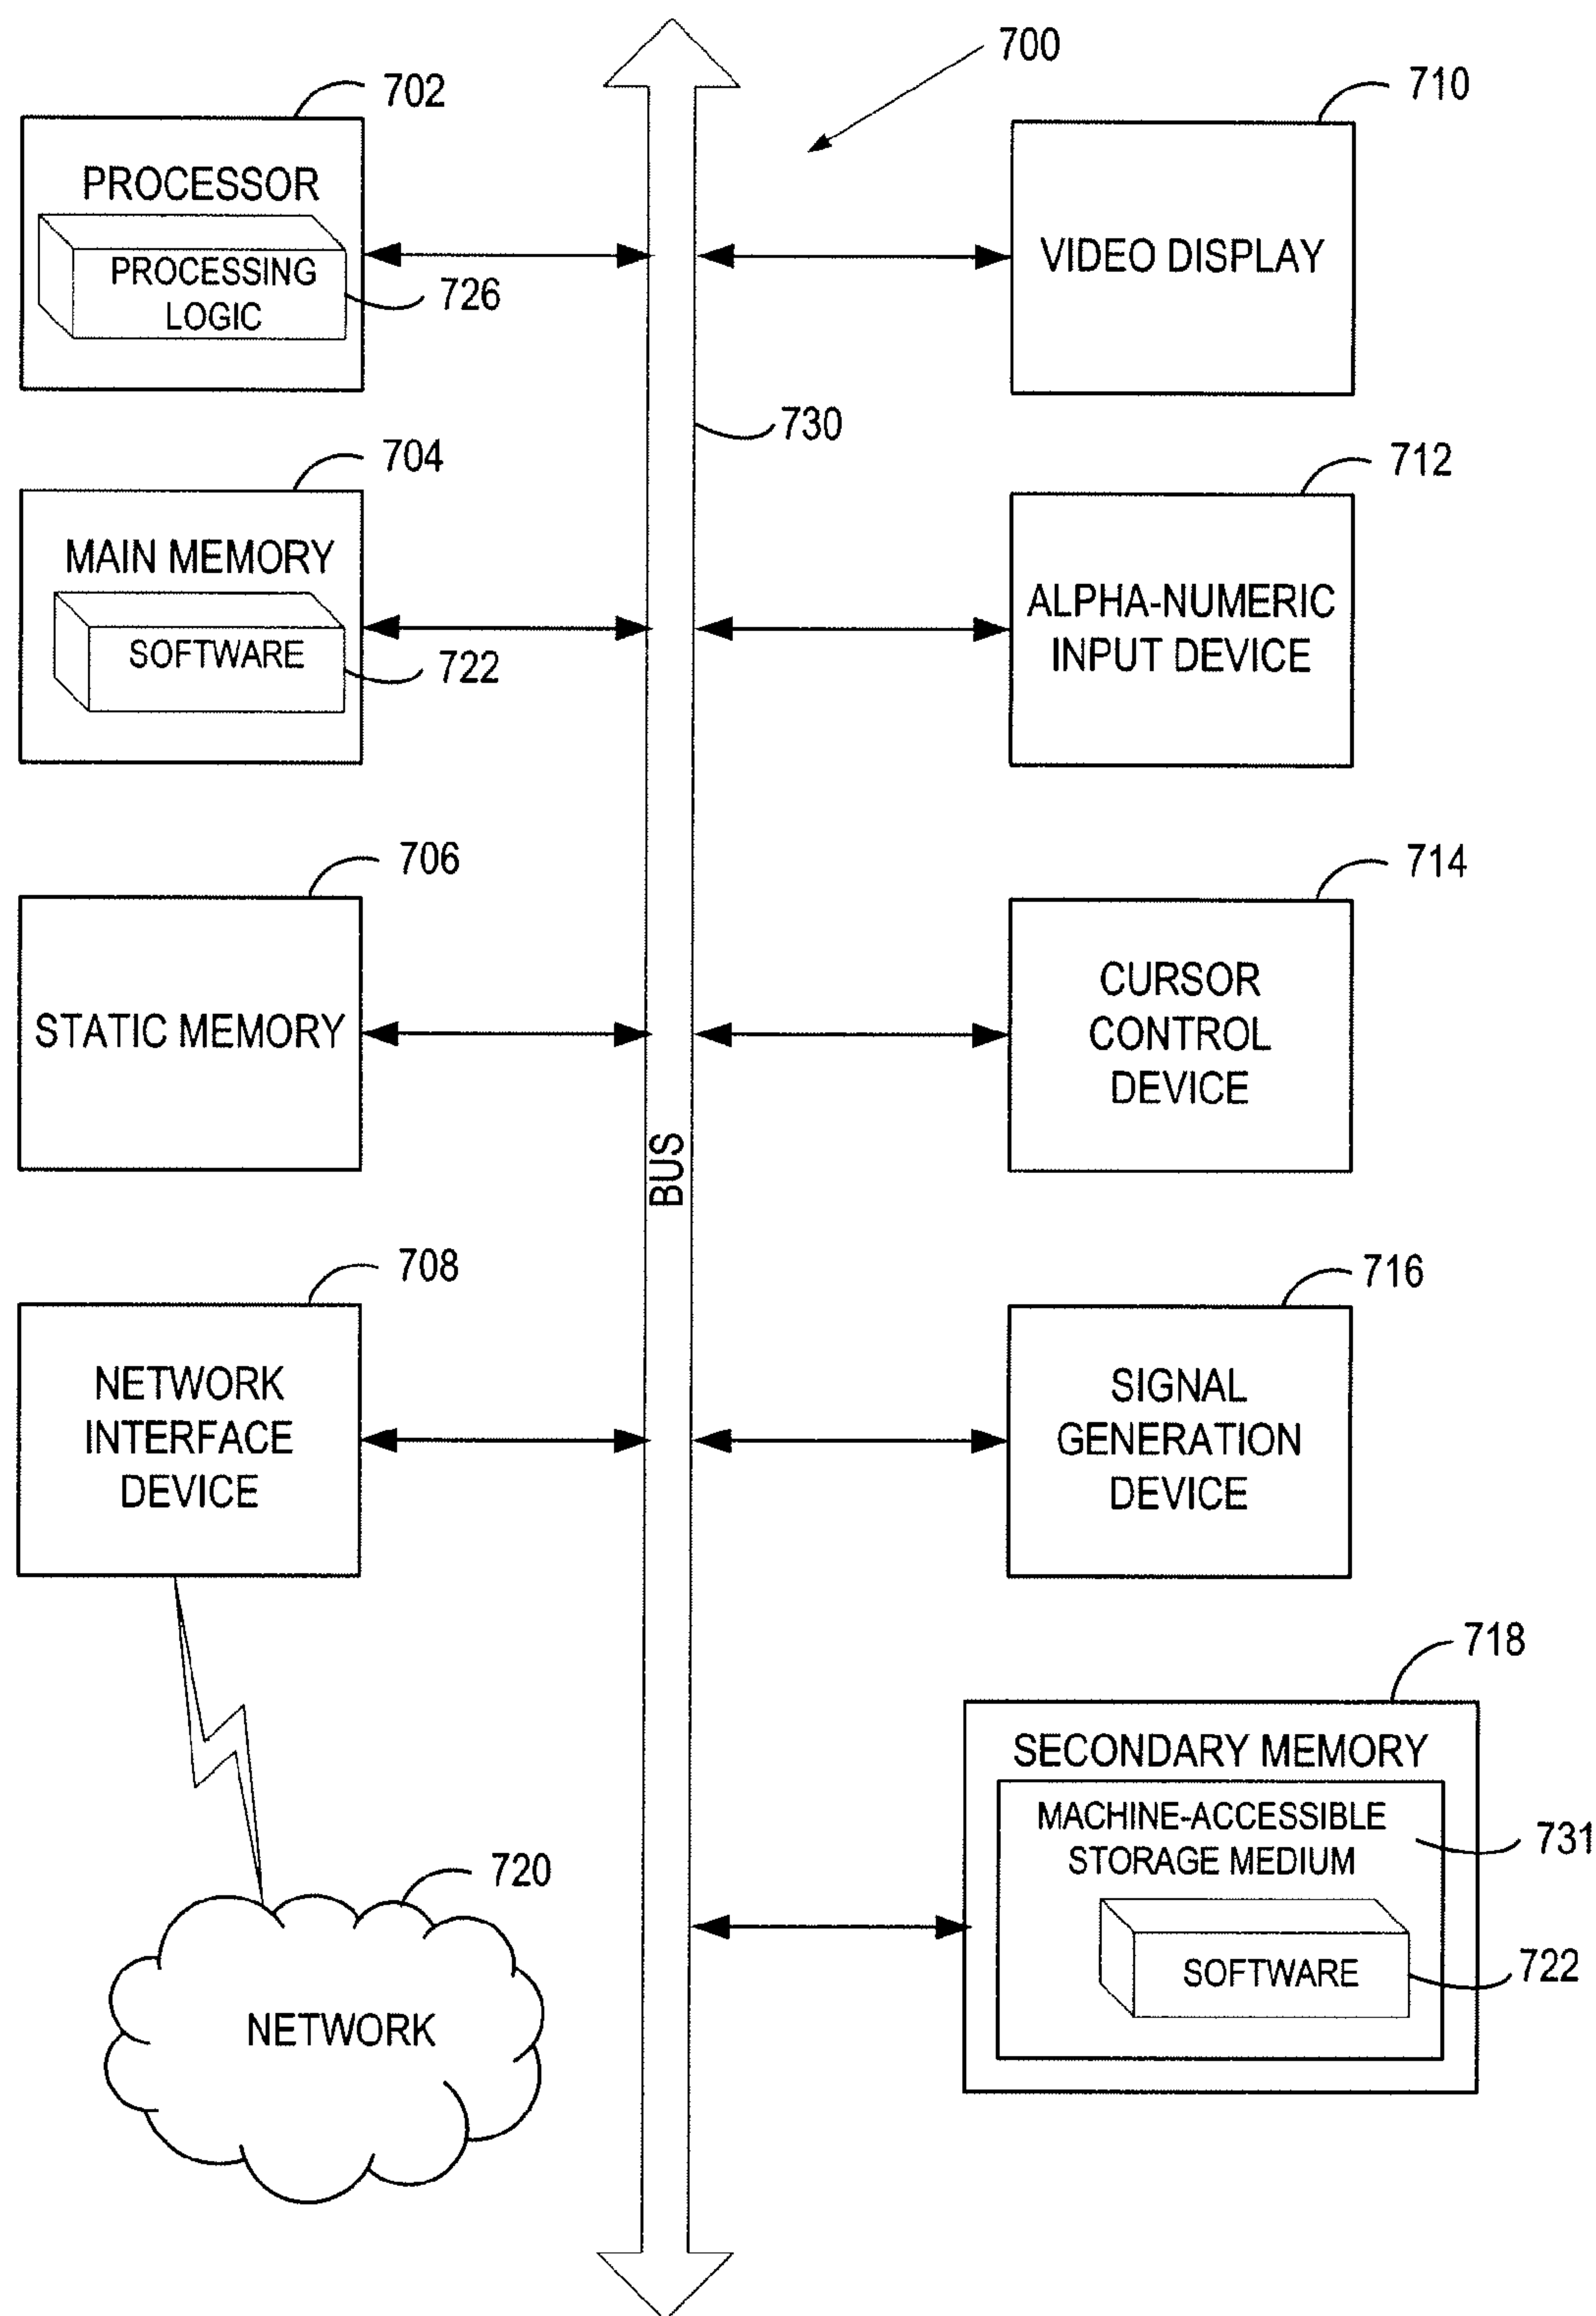 700
702
PROCESSOR
PROCESSING
LOGIC
726
710
VIDEO DISPLAY
730
704
MAIN MEMORY
SOFTWARE
722
712
ALPHA-NUMERIC
INPUT DEVICE
706
STATIC MEMORY
714
CURSOR
CONTROL
DEVICE
BUS
708
NETWORK
INTERFACE
DEVICE
716
SIGNAL
GENERATION
DEVICE
718
SECONDARY MEMORY
MACHINE-ACCESSIBLE
STORAGE MEDIUM
731
SOFTWARE
722
720
NETWORK